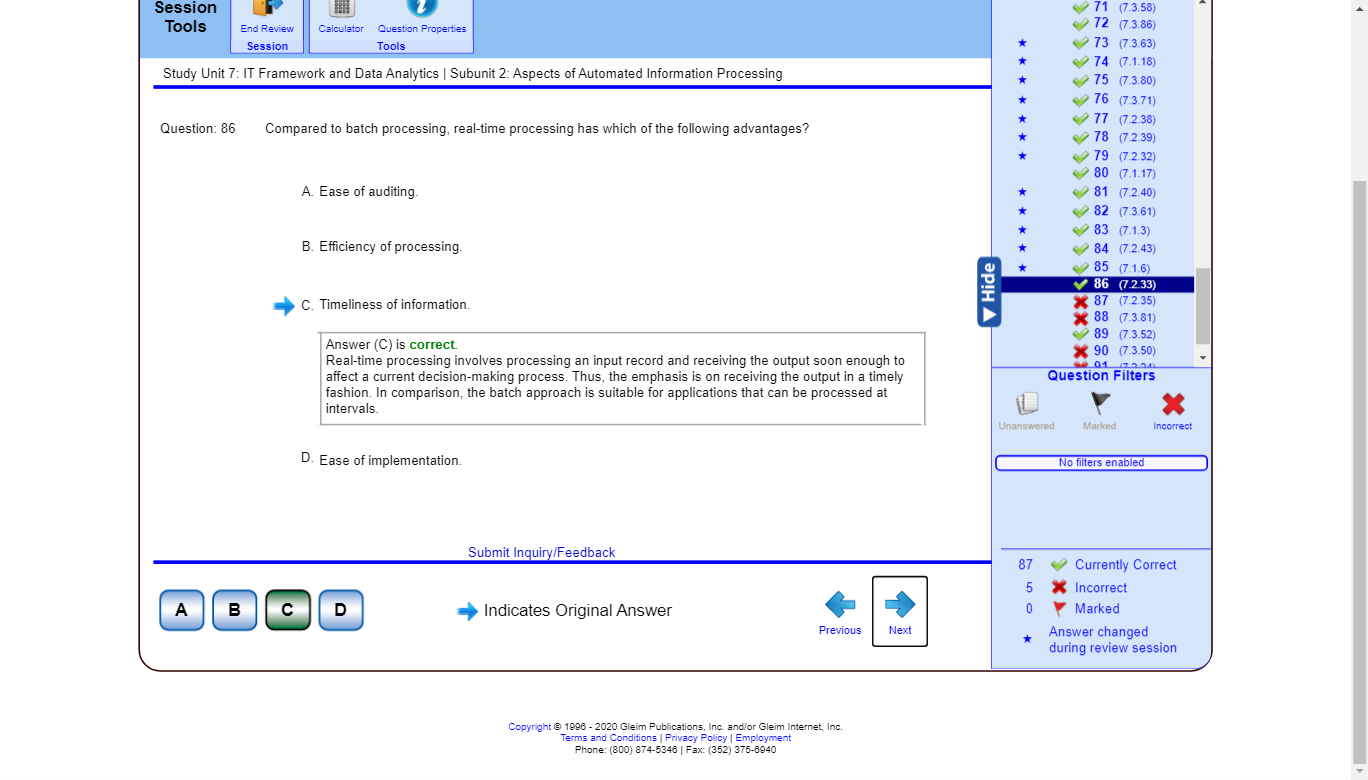 Session
Tools
End Review
Session
Calculator
Question Properties
Tools
Study Unit 7: IT Framework and Data Analytics | Subunit 2: Aspects of Automated Information Processing
Question: 86 Compared to batch processing, real-time processing has which of the following advantages?
A. Ease of auditing.
B. Efficiency of processing.
C. Timeliness of information.
Answer (C) is correct.
Real-time processing involves processing an input record and receiving the output soon enough to
affect a current decision-making process. Thus, the emphasis is on receiving the output in a timely
fashion. In comparison, the batch approach is suitable for applications that can be processed at
intervals.
D. Ease of implementation.
Submit Inquiry/Feedback
A B C D
Indicates Original Answer
Previous
Next
71 (7.3.58)
72 (7.3.86)
73 (7.3.63)
74 (7.1.18)
75 (7.3.80)
76 (7.3.71)
77 (7.2.38)
78 (7.2.39)
79 (7.2.32)
80 (7.1.17)
81 (7.2.40)
82 (7.3.61)
83 (7.1.3)
84 (7.2.43)
85 (7.1.6)
86 (7.2.33)
87 (7.2.35)
88 (7.3.81)
89 (7.3.52)
90 (7.3.50)
Hide
Question Filters
Unanswered
Marked
Incorrect
No filters enabled
87 Currently Correct
5 Incorrect
0 Marked
Answer changed
during review session
Copyright © 1996 - 2020 Gleim Publications, Inc. and/or Gleim Internet, Inc.
Terms and Conditions | Privacy Policy | Employment
Phone: (800) 874-5346 | Fax: (352) 375-6940